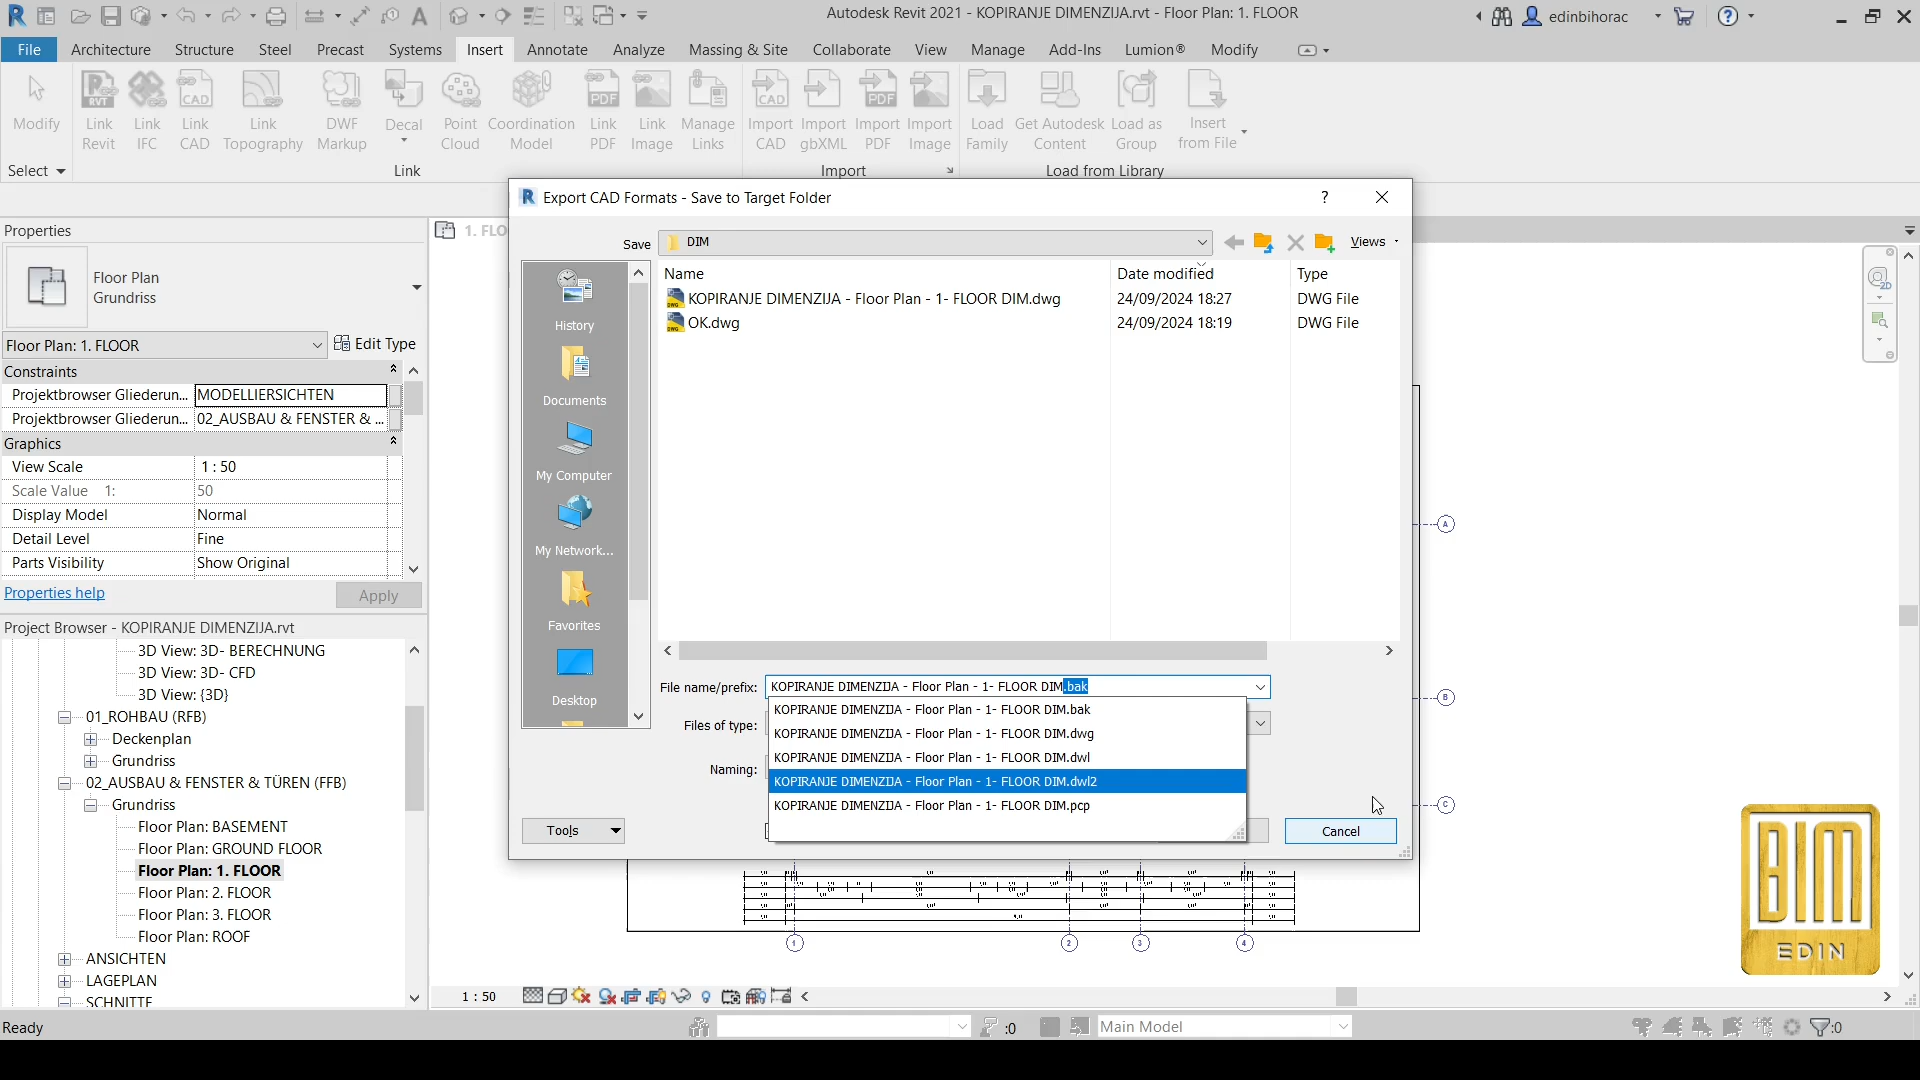 Autodesk Revit 2021 - KOPIRANJE DIMENZIJA.rvt - Floor Plan: 1. FLOOR
edinbihorac
File Architecture Structure Steel Precast Systems Insert Annotate Analyze Massing & Site Collaborate View Manage Add-Ins Lumion® Modify
Modify
Link Revit
Link IFC
Link CAD
Link Topography
DWF Markup
Decal
Point Cloud
Coordination Model
Link PDF
Link Image
Manage Links
Import CAD
Import gbXML
Import PDF
Import Image
Load Family
Get Autodesk Content
Load as Group
Insert from File
Select
Link
Import
Load from Library
Properties
Floor Plan
Grundriss
Floor Plan: 1. FLOOR
Edit Type
Constraints
Projektbrowser Gliederun... MODELLIERSICHTEN
Projektbrowser Gliederun... 02_AUSBAU & FENSTER & ...
Graphics
View Scale 1 : 50
Scale Value 1: 50
Display Model Normal
Detail Level Fine
Parts Visibility Show Original
Properties help
Apply
Project Browser - KOPIRANJE DIMENZIJA.rvt
3D View: 3D- BERECHNUNG
3D View: 3D- CFD
3D View: {3D}
01_ROHBAU (RFB)
Deckenplan
Grundriss
02_AUSBAU & FENSTER & TÜREN (FFB)
Grundriss
Floor Plan: BASEMENT
Floor Plan: GROUND FLOOR
Floor Plan: 1. FLOOR
Floor Plan: 2. FLOOR
Floor Plan: 3. FLOOR
Floor Plan: ROOF
ANSICHTEN
LAGEPLAN
SCHNITTE
1. FLO
Export CAD Formats - Save to Target Folder
Save DIM
Views
History
Documents
My Computer
My Network...
Favorites
Desktop
Name Date modified Type
KOPIRANJE DIMENZIJA - Floor Plan - 1- FLOOR DIM.dwg 24/09/2024 18:27 DWG File
OK.dwg 24/09/2024 18:19 DWG File
File name/prefix: KOPIRANJE DIMENZIJA - Floor Plan - 1- FLOOR DIM.bak
KOPIRANJE DIMENZIJA - Floor Plan - 1- FLOOR DIM.bak
Files of type:
KOPIRANJE DIMENZIJA - Floor Plan - 1- FLOOR DIM.dwg
KOPIRANJE DIMENZIJA - Floor Plan - 1- FLOOR DIM.dwl
Naming:
KOPIRANJE DIMENZIJA - Floor Plan - 1- FLOOR DIM.dwl2
KOPIRANJE DIMENZIJA - Floor Plan - 1- FLOOR DIM.pcp
Tools
Cancel
A
B
C
1 2 3 4
BIM
EDIN
1 : 50
Ready
:0
Main Model
:0